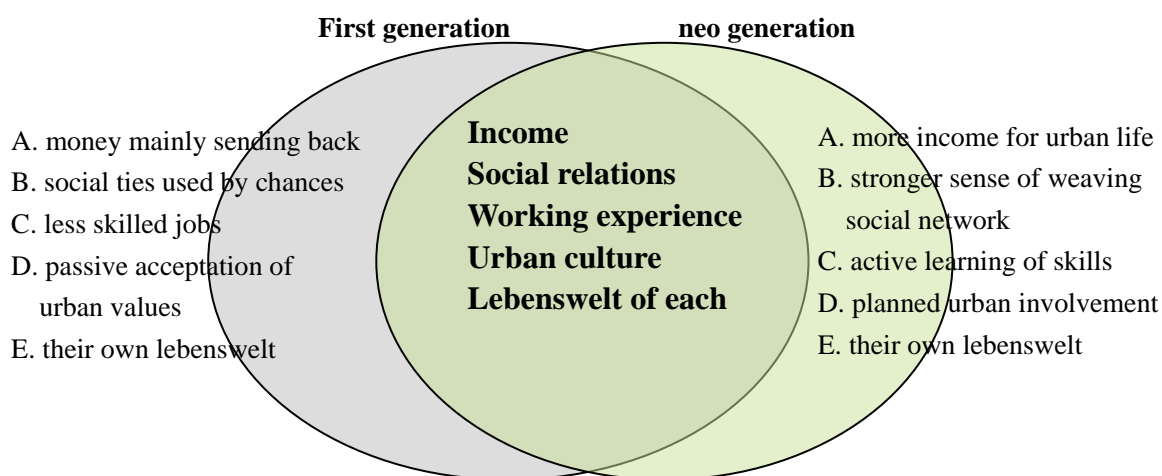 First generation
neo generation
A. money mainly sending back
B. social ties used by chances
C. less skilled jobs
D. passive acceptation of
urban values
E. their own lebenswelt
Income
Social relations
Working experience
Urban culture
Lebenswelt of each
A. more income for urban life
B. stronger sense of weaving
social network
C. active learning of skills
D. planned urban involvement
E. their own lebenswelt